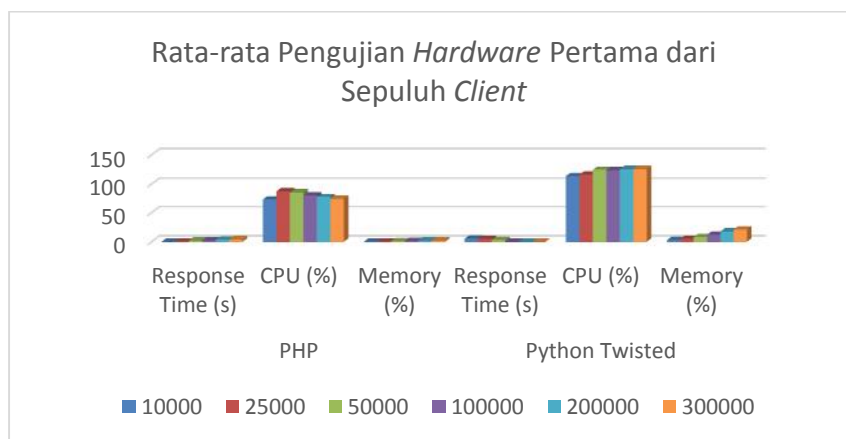 Rata-rata Pengujian Hardware Pertama dari
Sepuluh Client
150
100
50
0
Response
Time (s)
CPU (%)
Memory
(%)
Response
Time (s)
CPU (%)
Memory
(%)
PHP
Python Twisted
10000
25000
50000
100000
200000
300000